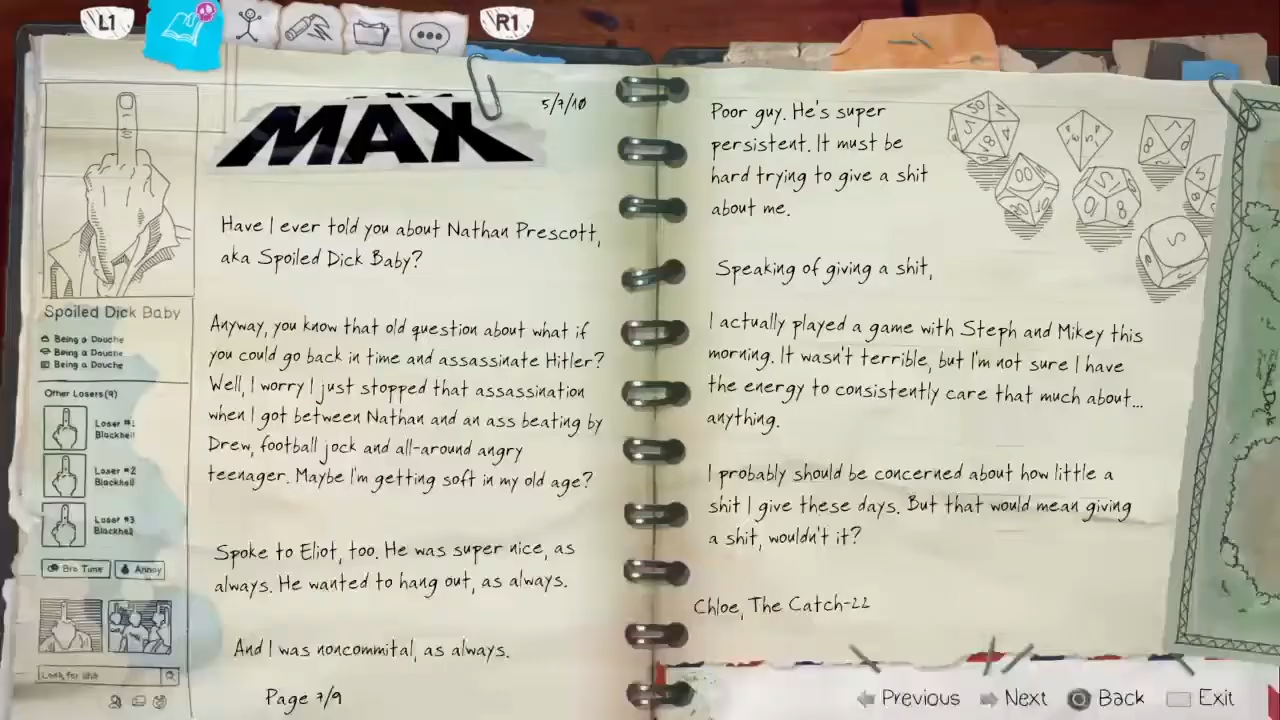 L1
R1
MAX
5/7/10
Have I ever told you about Nathan Prescott,
aka Spoiled Dick Baby?
Anyway, you know that old question about what if
you could go back in time and assassinate Hitler?
Well, I worry I just stopped that assassination
when I got between Nathan and an ass beating by
Drew, football jock and all-around angry
teenager. Maybe I'm getting soft in my old age?
Spoke to Eliot, too. He was super nice, as
always. He wanted to hang out, as always.
And I was noncommital, as always.
Page 7/9
Spoiled Dick Baby
Being a Douche
Being a Douche
Being a Douche
Other Losers(9)
Loser #1
Blackhell
Loser #2
Blackhell
Loser #3
Blackhell
Bro Time
Annoy
Look for shit
Poor guy. He's super
persistent. It must be
hard trying to give a shit
about me.
Speaking of giving a shit,
I actually played a game with Steph and Mikey this
morning. It wasn't terrible, but I'm not sure I have
the energy to consistently care that much about...
anything.
I probably should be concerned about how little a
shit I give these days. But that would mean giving
a shit, wouldn't it?
Chloe, The Catch-22
Previous
Next
Back
Exit